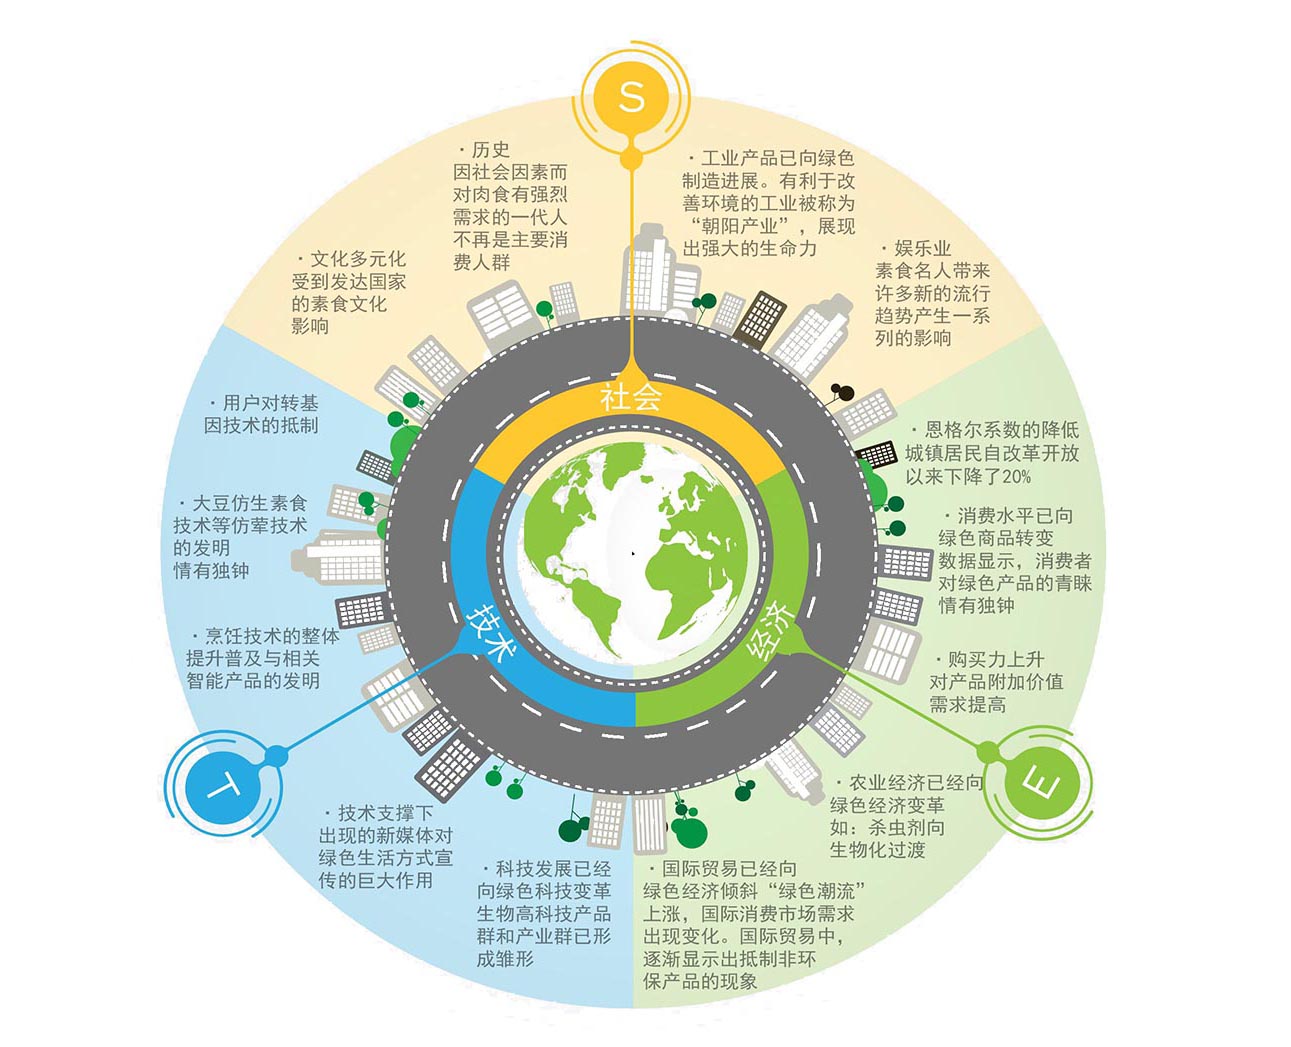 S
·历史
因社会因素而
对肉食有强烈
需求的一代人
不再是主要消
费人群
·工业产品已向绿色
制造进展。有利于改
善环境的工业被称为
“朝阳产业”，展现
出强大的生命力
·文化多元化
受到发达国家
的素食文化
影响
·娱乐业
素食名人带来
许多新的流行
趋势产生一系
列的影响
社会
·用户对转基
因技术的抵制
·恩格尔系数的降低
城镇居民自改革开放
以来下降了20%
·大豆仿生素食
技术等仿荤技术
的发明
情有独钟
·消费水平已向
绿色商品转变
数据显示，消费者
对绿色产品的青睐
情有独钟
技术
经济
·烹饪技术的整体
提升普及与相关
智能产品的发明
·购买力上升
对产品附加价值
需求提高
T
E
·技术支撑下
出现的新媒体对
绿色生活方式宣
传的巨大作用
·农业经济已经向
绿色经济变革
如：杀虫剂向
生物化过渡
·科技发展已经
向绿色科技变革
生物高科技产品
群和产业群已形
成雏形
·国际贸易已经向
绿色经济倾斜“绿色潮流”
上涨，国际消费市场需求
出现变化。国际贸易中，
逐渐显示出抵制非环
保产品的现象